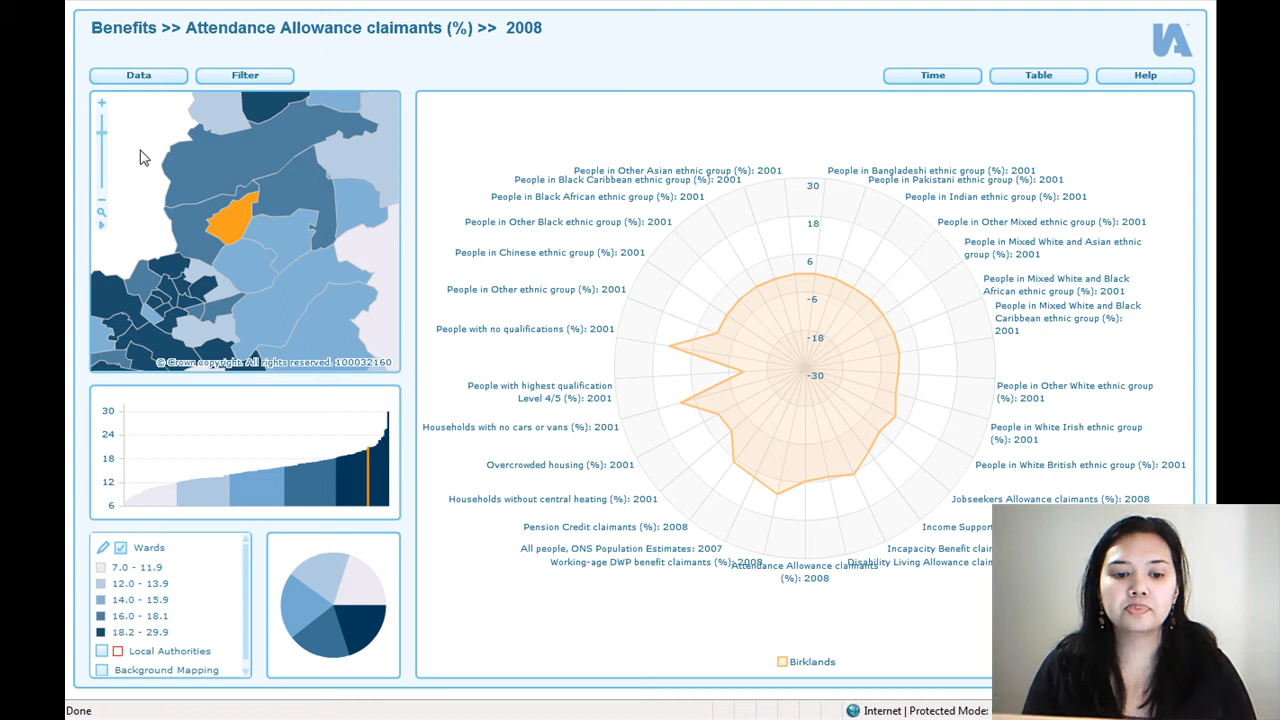 Benefits >> Attendance Allowance claimants (%) >> 2008
IA
Data
Filter
Time
Table
Help
© Crown copyright. All rights reserved. 100032160
30
24
18
12
6
Wards
7.0 - 11.9
12.0 - 13.9
14.0 - 15.9
16.0 - 18.1
18.2 - 29.9
Local Authorities
Background Mapping
People in Other Asian ethnic group (%): 2001
People in Black Caribbean ethnic group (%): 2001
People in Black African ethnic group (%): 2001
People in Other Black ethnic group (%): 2001
People in Chinese ethnic group (%): 2001
People in Other ethnic group (%): 2001
People with no qualifications (%): 2001
People with highest qualification
Level 4/5 (%): 2001
Households with no cars or vans (%): 2001
Overcrowded housing (%): 2001
Households without central heating (%): 2001
Pension Credit claimants (%): 2008
All people, ONS Population Estimates: 2007
Working-age DWP benefit claimants (%): 2008
Attendance Allowance claimants
(%): 2008
30
18
6
-6
-18
-30
People in Bangladeshi ethnic group (%): 2001
People in Pakistani ethnic group (%): 2001
People in Indian ethnic group (%): 2001
People in Other Mixed ethnic group (%): 2001
People in Mixed White and Asian ethnic
group (%): 2001
People in Mixed White and Black
African ethnic group (%): 2001
People in Mixed White and Black
Caribbean ethnic group (%):
2001
People in Other White ethnic group
(%): 2001
People in White Irish ethnic group
(%): 2001
People in White British ethnic group (%): 2001
Jobseekers Allowance claimants (%): 2008
Income Support
Incapacity Benefit claim
Disability Living Allowance claim
Birklands
Done
Internet | Protected Mode: